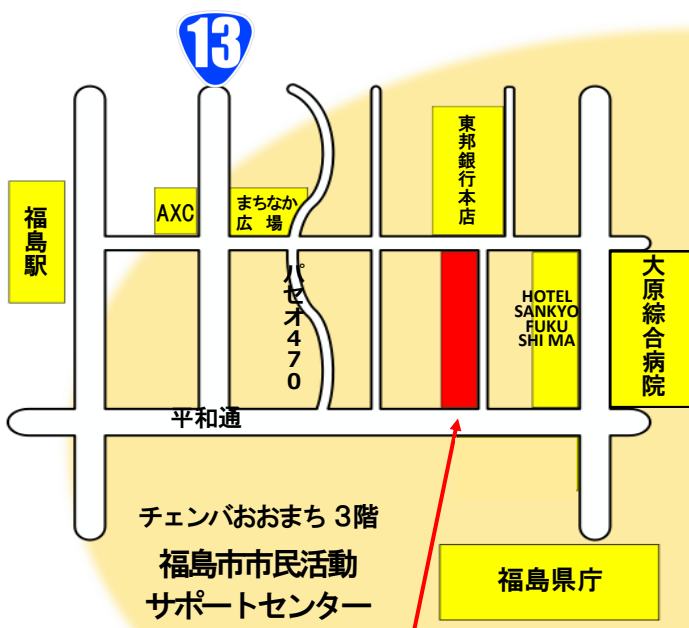 13
福島駅
AXC
まちなか
広場
パセオ470
東邦銀行本店
HOTEL
SANKYO
FUKU
SHI MA
大原綜合病院
平和通
チェンバおおまち 3階
福島市市民活動
サポートセンター
福島県庁